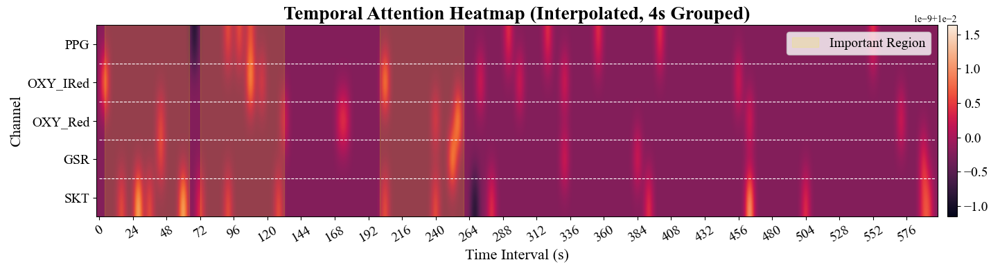 Temporal Attention Heatmap (Interpolated, 4s Grouped)
1e−9+1e−2
Important Region
Channel
PPG
OXY_IRed
OXY_Red
GSR
SKT
1.5
1.0
0.5
0.0
−0.5
−1.0
0 24 48 72 96 120 144 168 192 216 240 264 288 312 336 360 384 408 432 456 480 504 528 552 576
Time Interval (s)